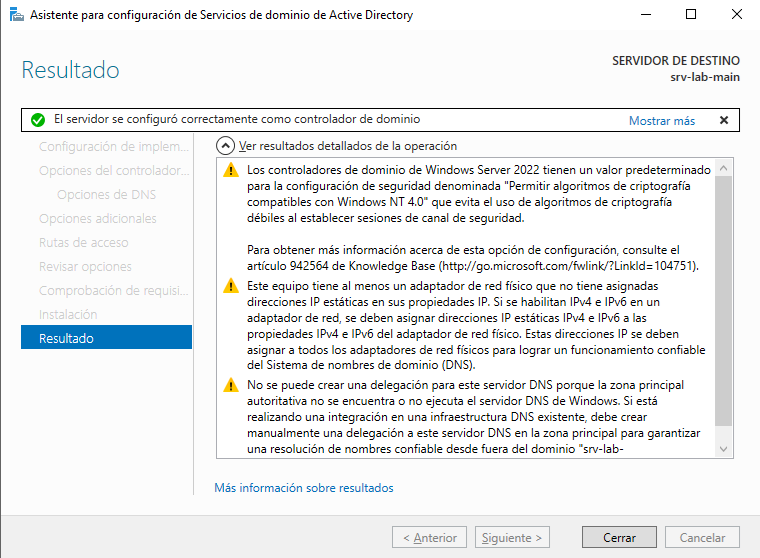 Asistente para configuración de Servicios de dominio de Active Directory
Resultado
SERVIDOR DE DESTINO
srv-lab-main
El servidor se configuró correctamente como controlador de dominio
Mostrar más
Configuración de implem...
Opciones del controlador...
Opciones de DNS
Opciones adicionales
Rutas de acceso
Revisar opciones
Comprobación de requisi...
Instalación
Resultado
Ver resultados detallados de la operación
Los controladores de dominio de Windows Server 2022 tienen un valor predeterminado
para la configuración de seguridad denominada "Permitir algoritmos de criptografía
compatibles con Windows NT 4.0" que evita el uso de algoritmos de criptografía
débiles al establecer sesiones de canal de seguridad.
Para obtener más información acerca de esta opción de configuración, consulte el
artículo 942564 de Knowledge Base (http://go.microsoft.com/fwlink/?LinkId=104751).
Este equipo tiene al menos un adaptador de red físico que no tiene asignadas
direcciones IP estáticas en sus propiedades IP. Si se habilitan IPv4 e IPv6 en un
adaptador de red, se deben asignar direcciones IP estáticas IPv4 e IPv6 a las
propiedades IPv4 e IPv6 del adaptador de red físico. Estas direcciones IP se deben
asignar a todos los adaptadores de red físicos para lograr un funcionamiento confiable
del Sistema de nombres de dominio (DNS).
No se puede crear una delegación para este servidor DNS porque la zona principal
autoritativa no se encuentra o no ejecuta el servidor DNS de Windows. Si está
realizando una integración en una infraestructura DNS existente, debe crear
manualmente una delegación a este servidor DNS en la zona principal para garantizar
una resolución de nombres confiable desde fuera del dominio "srv-lab-
Más información sobre resultados
< Anterior
Siguiente >
Cerrar
Cancelar